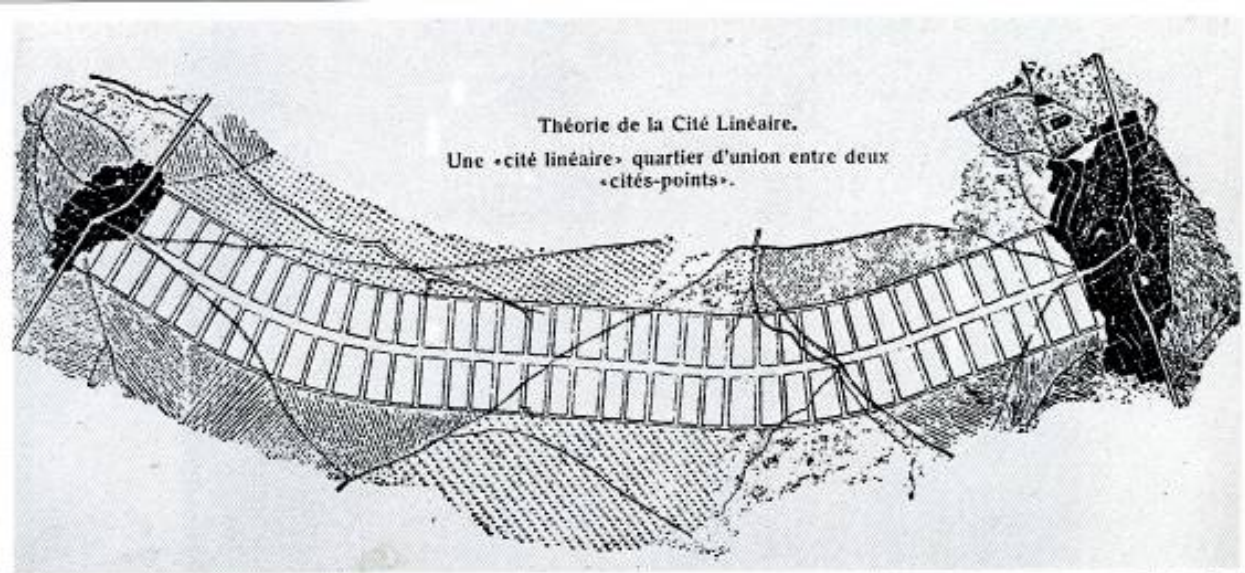 Théorie de la Cité Linéaire.
Une «cité linéaire» quartier d'union entre deux
«cités-points».